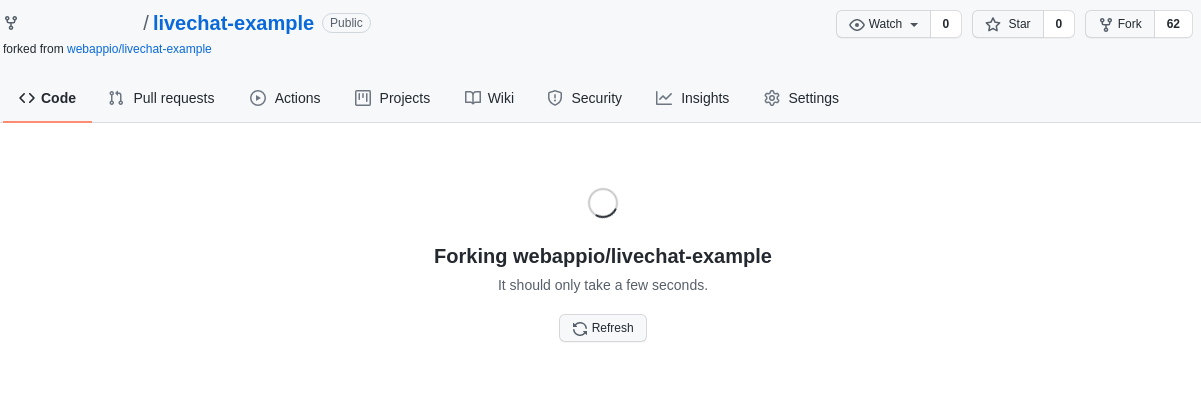 / livechat-example Public Watch 0 Star 0 Fork 62
forked from webappio/livechat-example
Code Pull requests Actions Projects Wiki Security Insights Settings
Forking webappio/livechat-example
It should only take a few seconds.
Refresh